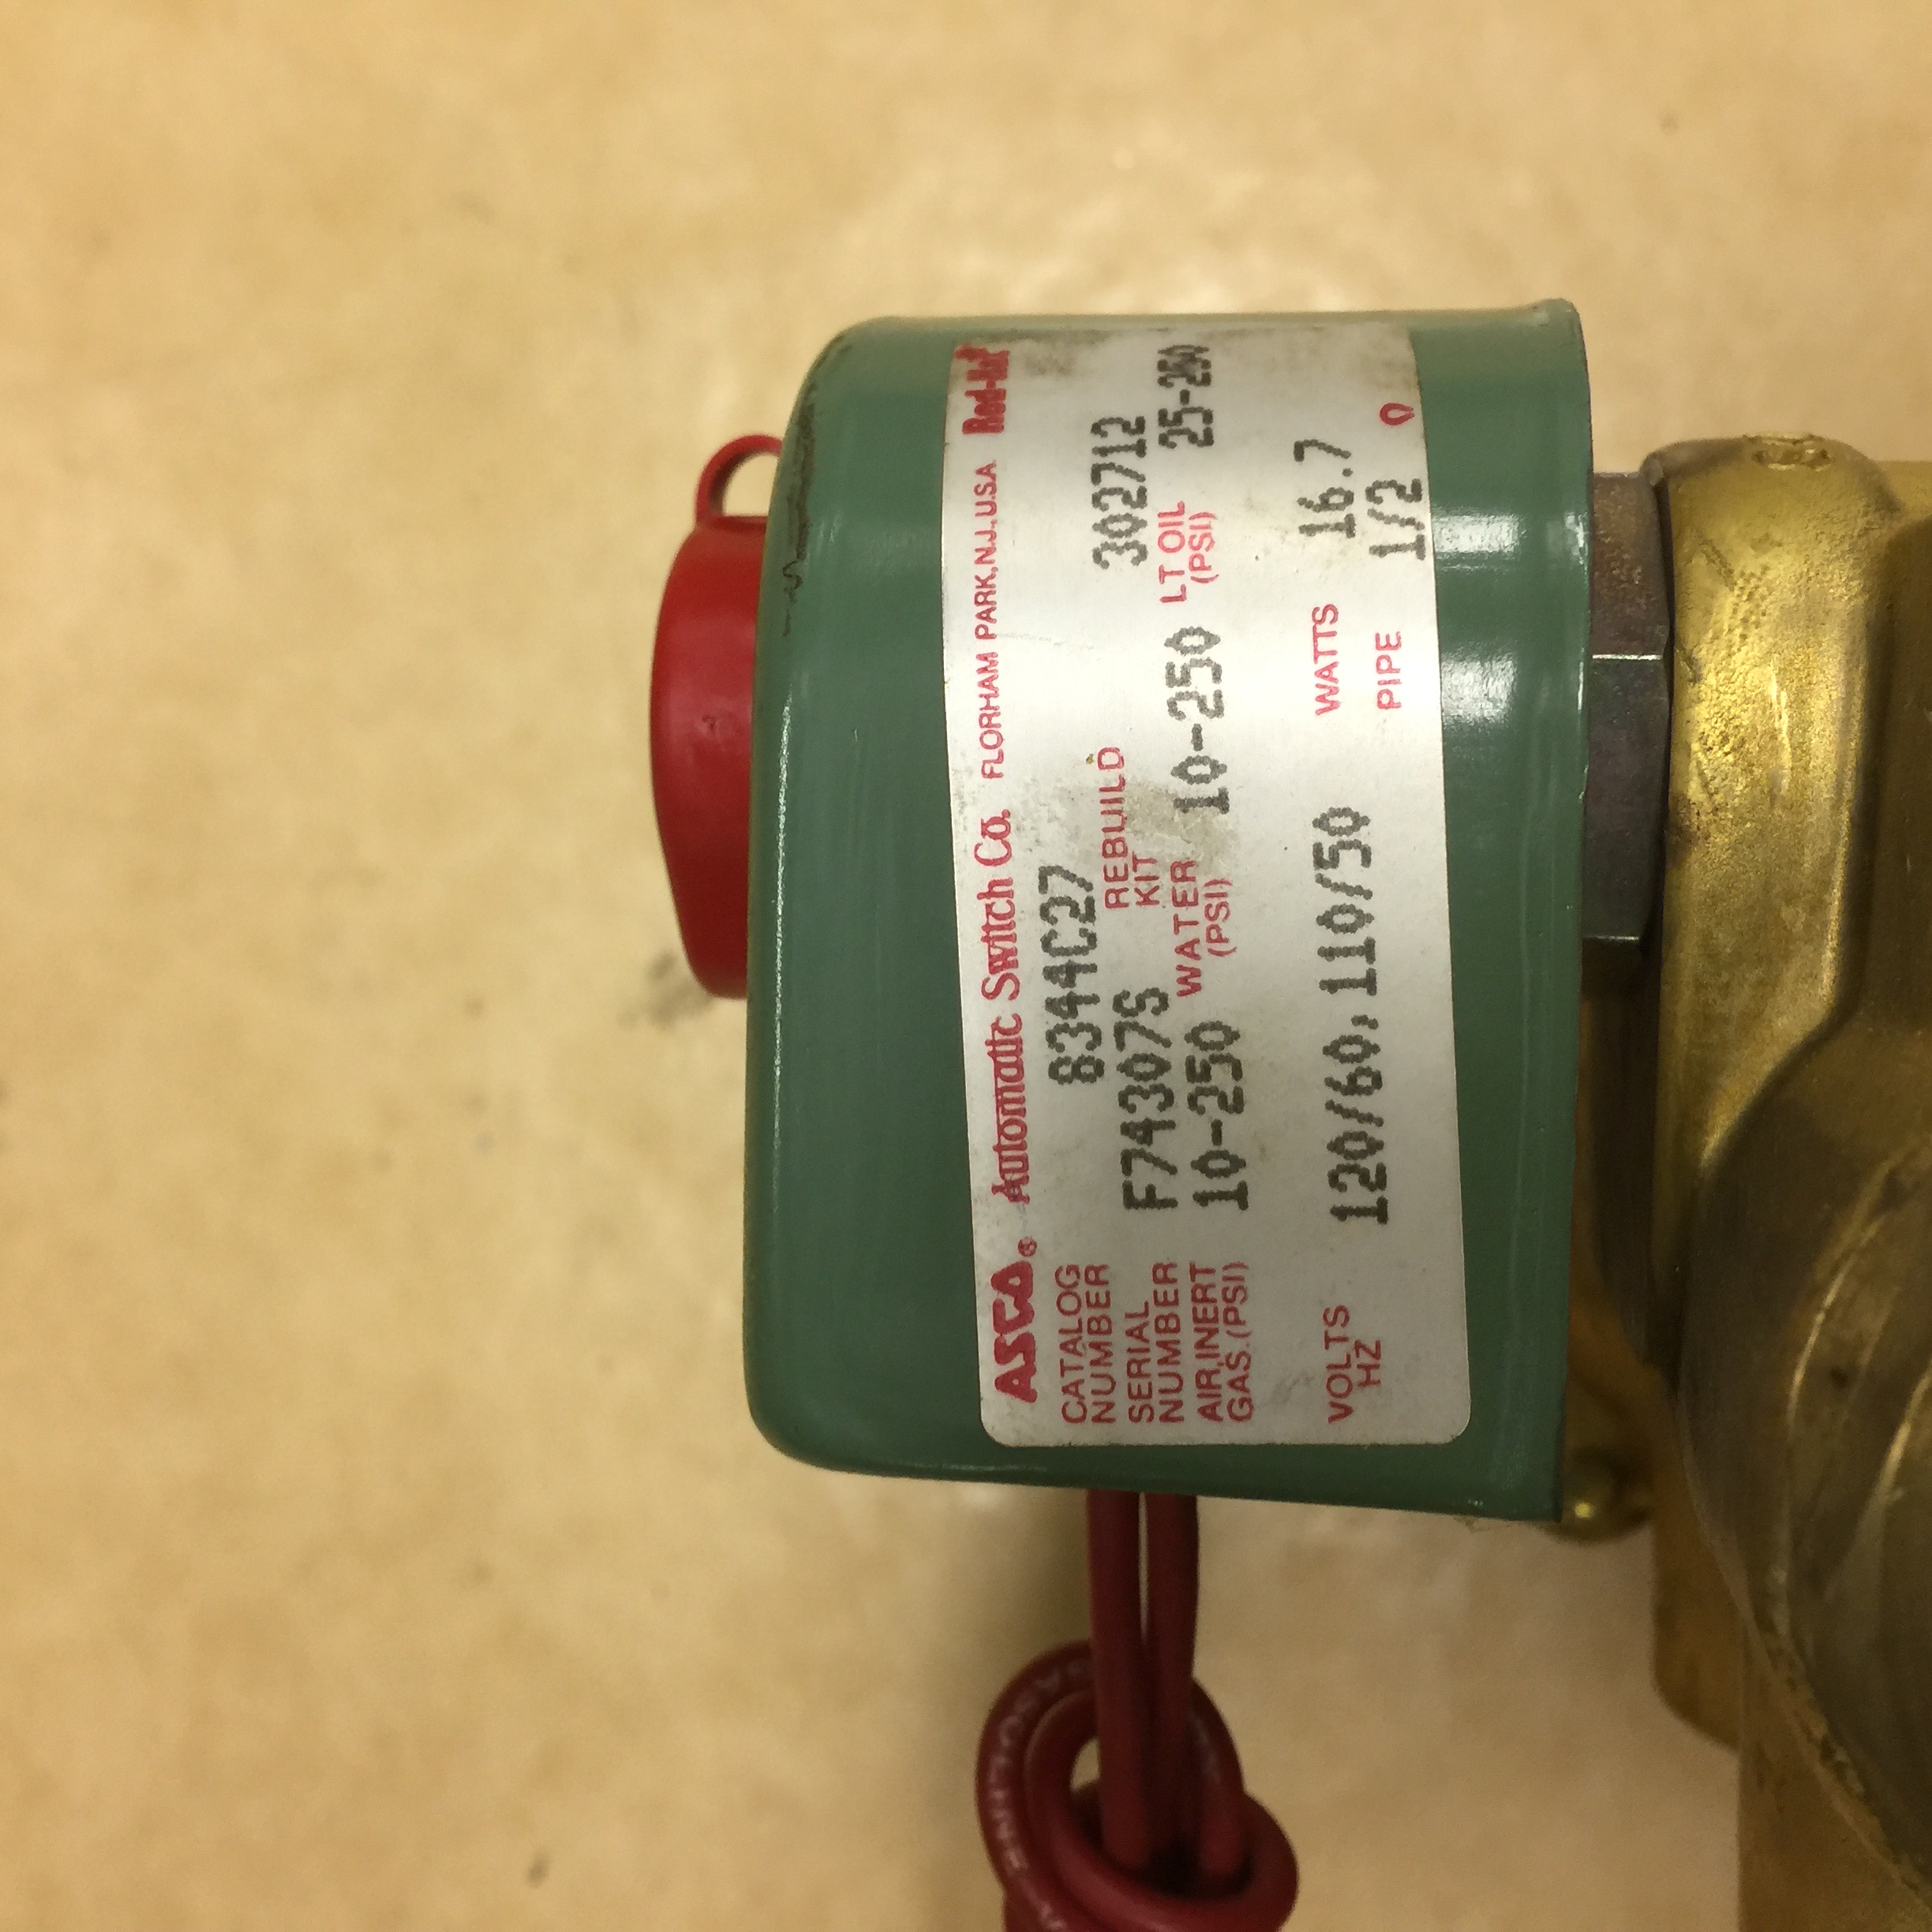 ASCO® Automatic Switch Co. FLORHAM PARK, N.J., U.S.A. Red-Hat
CATALOG NUMBER 8344C27
SERIAL NUMBER F74307S REBUILD KIT 302712
AIR,INERT GAS.(PSI) 10-250 WATER (PSI) 10-250 LT OIL (PSI) 25-250
VOLTS HZ 120/60, 110/50 WATTS 16.7
PIPE 1/2